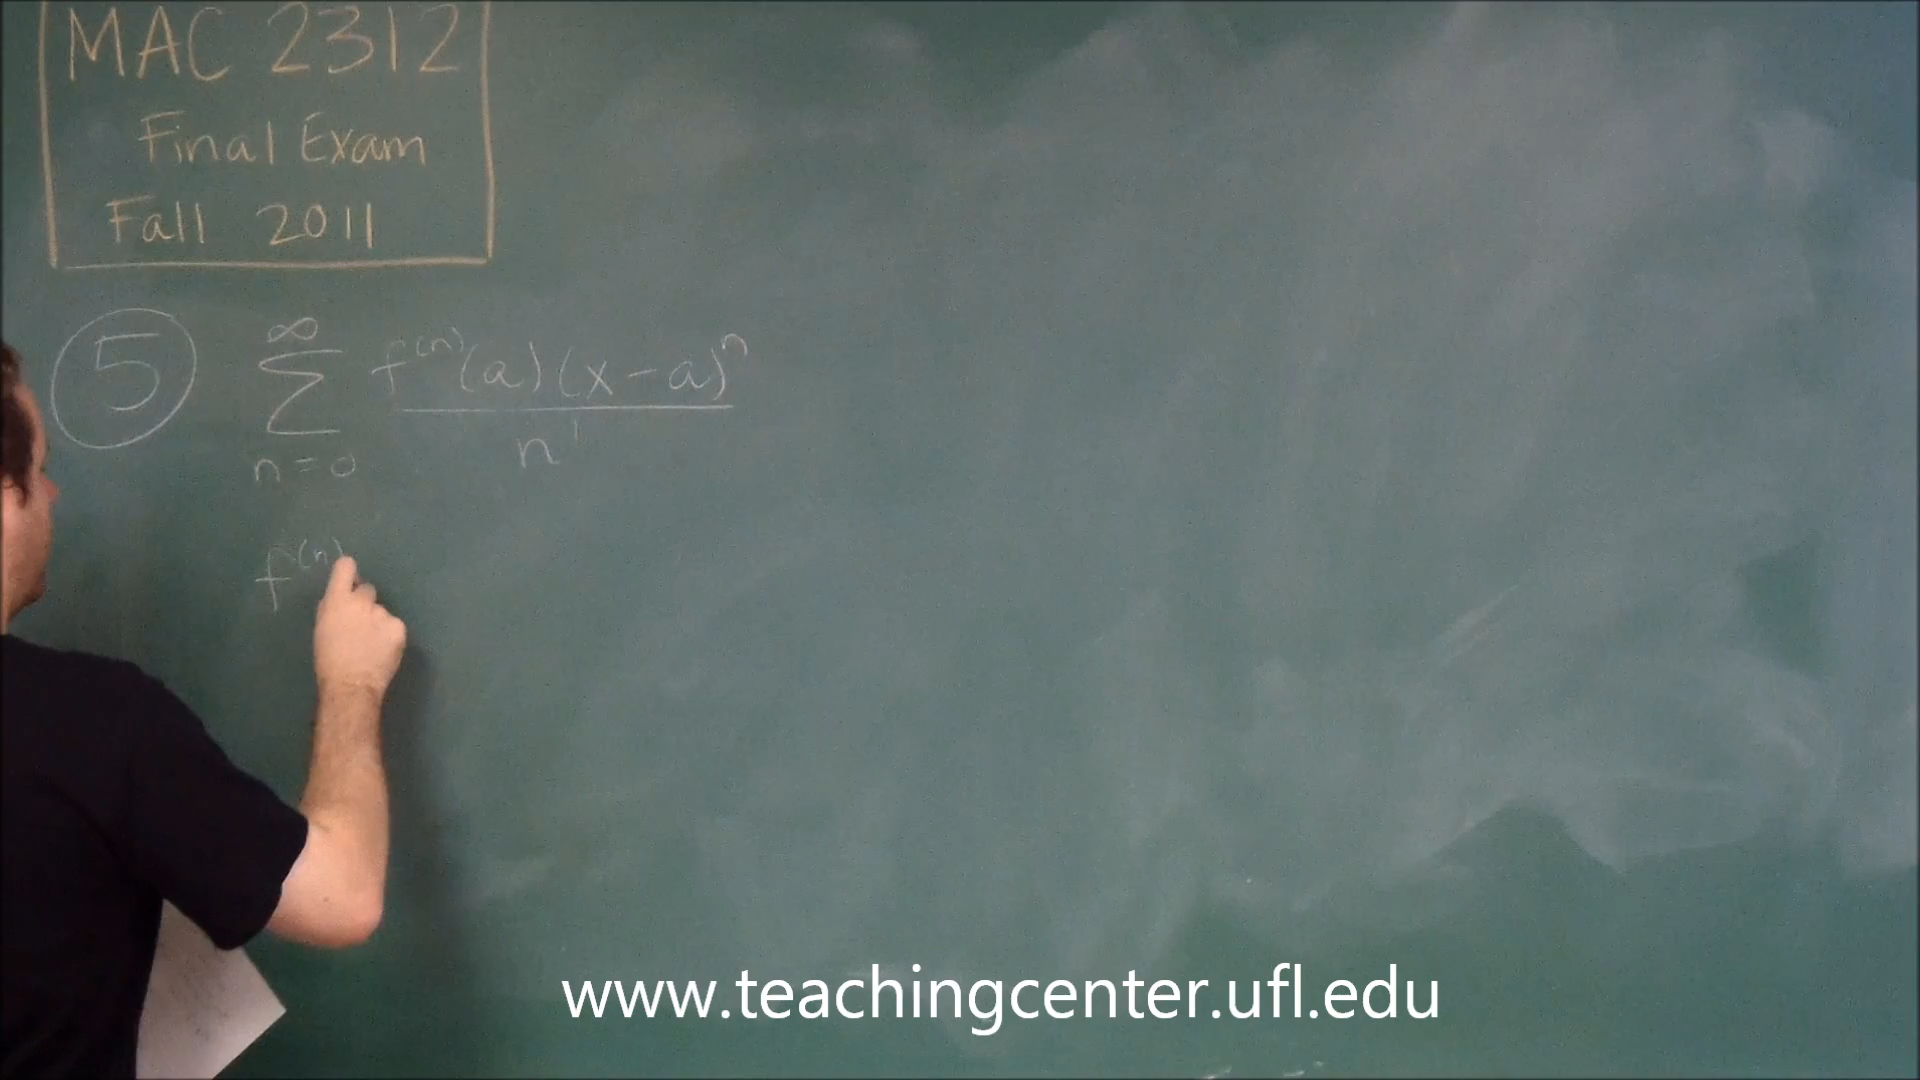 MAC 2312
Final Exam
Fall 2011
5 ∞ ∑ n=0 f⁽ⁿ⁾(a)(x-a)ⁿ / n!
f⁽ⁿ⁾
www.teachingcenter.ufl.edu